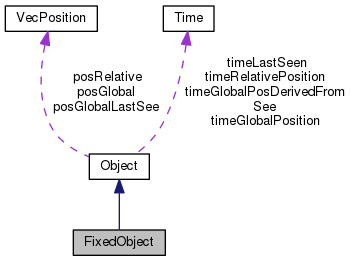 VecPosition
Time
posRelative
posGlobal
posGlobalLastSee
timeLastSeen
timeRelativePosition
timeGlobalPosDerivedFrom
See
timeGlobalPosition
Object
FixedObject